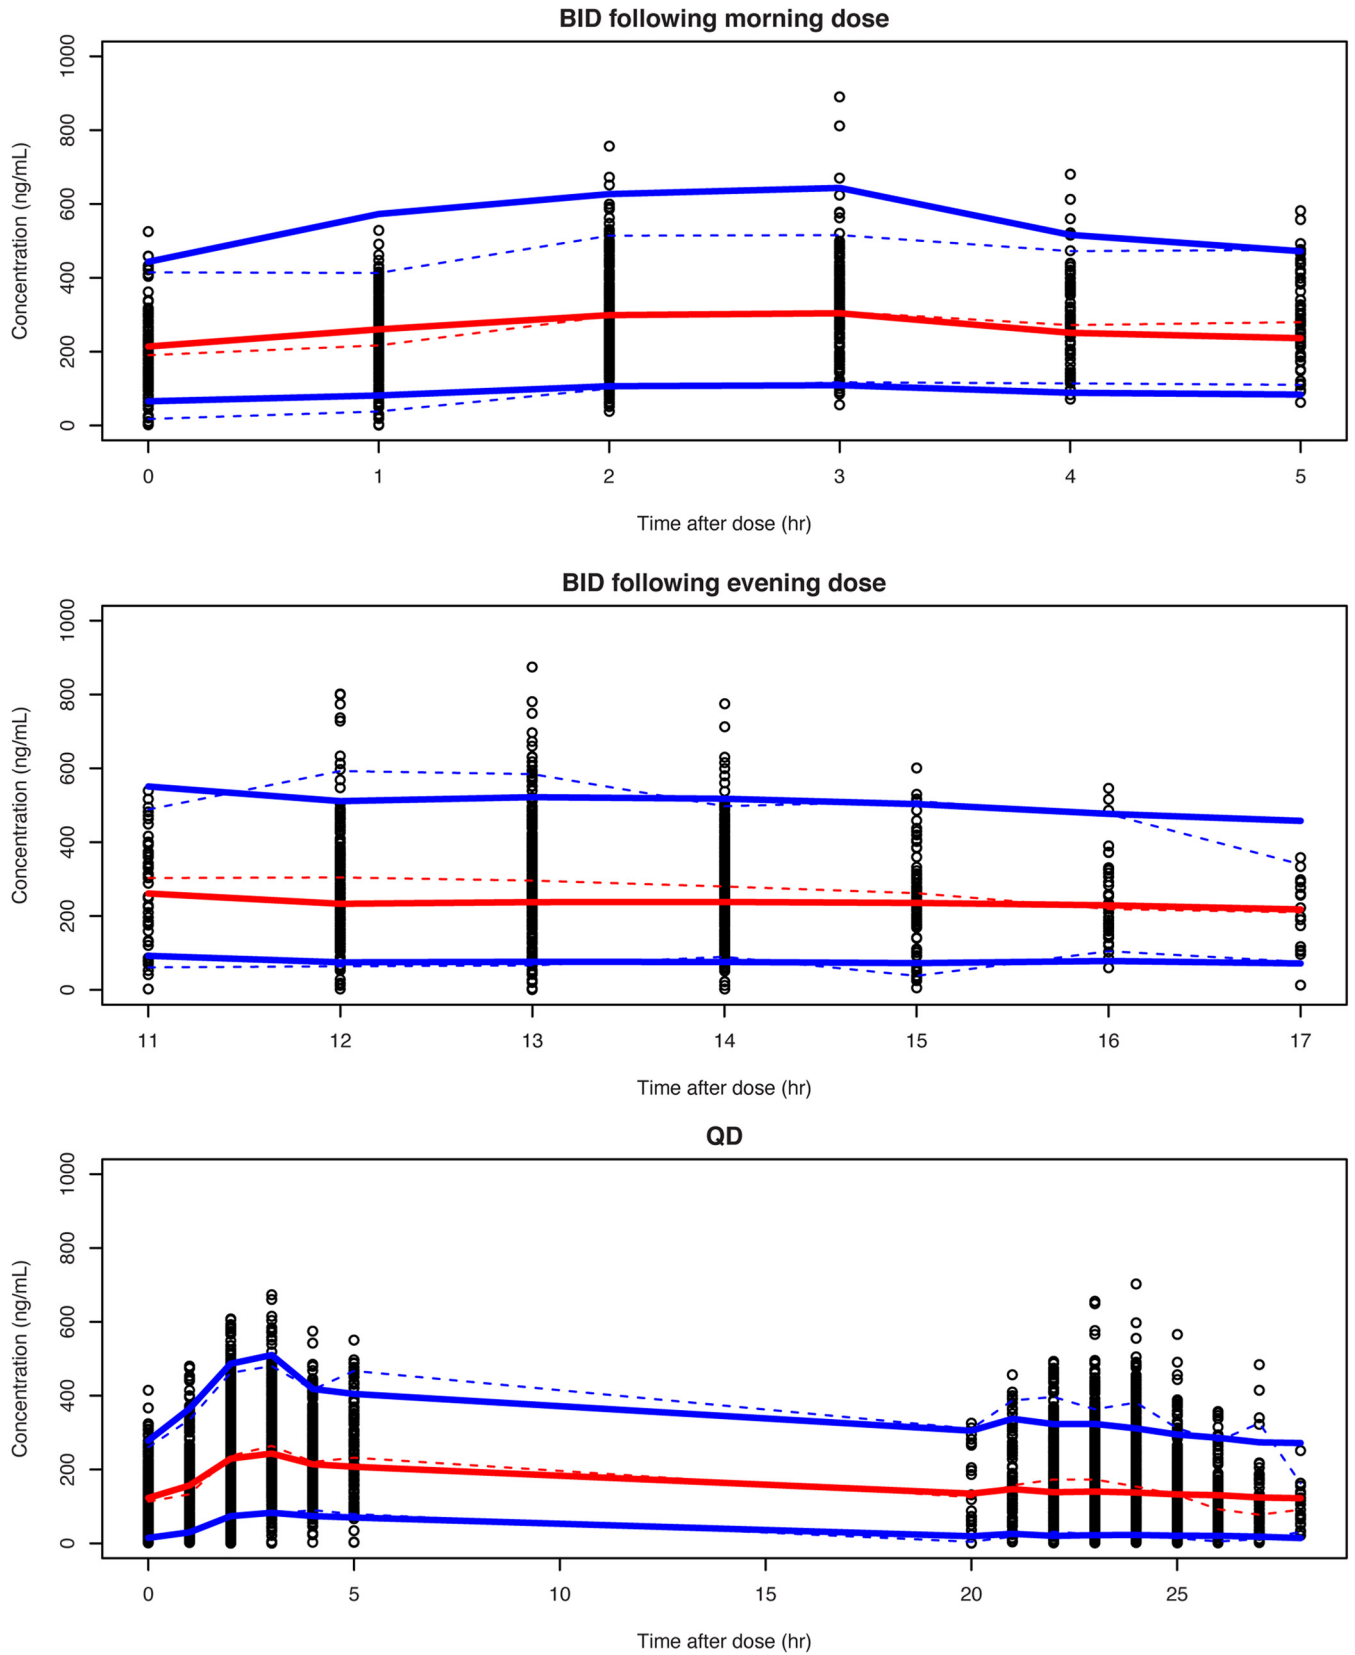 BID following morning dose
Concentration (ng/mL)
1000
800
600
400
200
0
0 1 2 3 4 5
Time after dose (hr)
BID following evening dose
Concentration (ng/mL)
1000
800
600
400
200
0
11 12 13 14 15 16 17
Time after dose (hr)
QD
Concentration (ng/mL)
1000
800
600
400
200
0
0 5 10 15 20 25
Time after dose (hr)